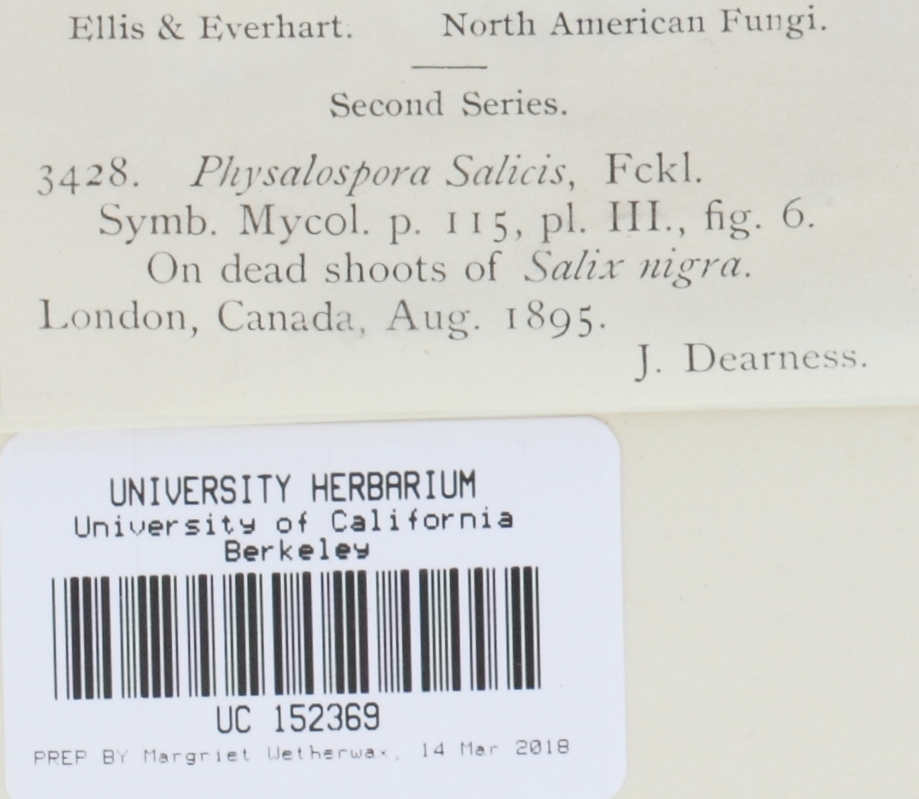 Ellis & Everhart. North American Fungi.
Second Series.
3428. Physalospora Salicis, Fckl.
Symb. Mycol. p. 115, pl. III., fig. 6.
On dead shoots of Salix nigra.
London, Canada, Aug. 1895.
J. Dearness.
UNIVERSITY HERBARIUM
University of California
Berkeley
UC 152369
PREP BY Margriet Wetherwax, 14 Mar 2018